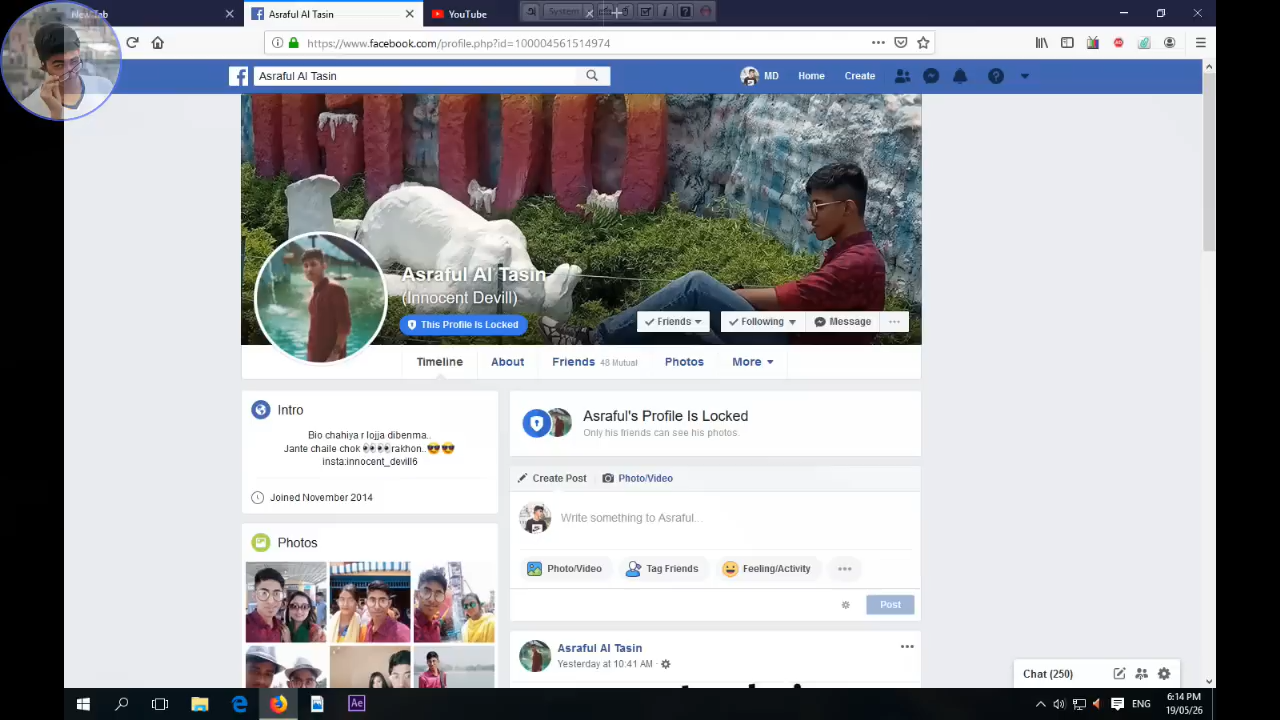 New Tab
Asraful Al Tasin
YouTube
System
https://www.facebook.com/profile.php?id=100004561514974
Asraful Al Tasin
MD
Home
Create
Asraful Al Tasin
(Innocent Devill)
This Profile Is Locked
Friends
Following
Message
Timeline
About
Friends 48 Mutual
Photos
More
Intro
Bio chahiya r lojja dibenma..
Jante chaile chok 👀👀rakhon..😎😎
insta:innocent_devill6
Joined November 2014
Photos
Asraful's Profile Is Locked
Only his friends can see his photos.
Create Post
Photo/Video
Write something to Asraful...
Photo/Video
Tag Friends
Feeling/Activity
Post
Asraful Al Tasin
Yesterday at 10:41 AM
Chat (250)
ENG
6:14 PM
19/05/26